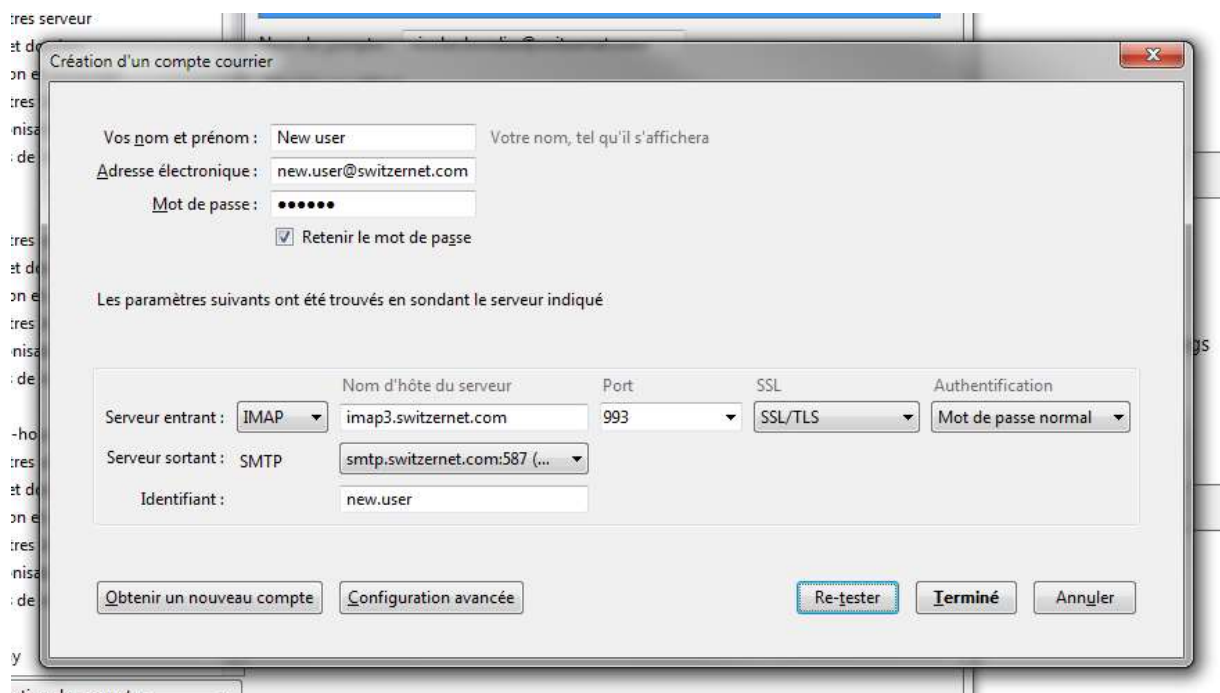 tres serveur
Création d'un compte courrier
Vos nom et prénom : New user Votre nom, tel qu'il s'affichera
Adresse électronique : new.user@switzernet.com
Mot de passe : ●●●●●●
Retenir le mot de passe
Les paramètres suivants ont été trouvés en sondant le serveur indiqué
Nom d'hôte du serveur Port SSL Authentification
Serveur entrant : IMAP imap3.switzernet.com 993 SSL/TLS Mot de passe normal
Serveur sortant : SMTP smtp.switzernet.com:587 (...
Identifiant : new.user
Obtenir un nouveau compte Configuration avancée Re-tester Terminé Annuler